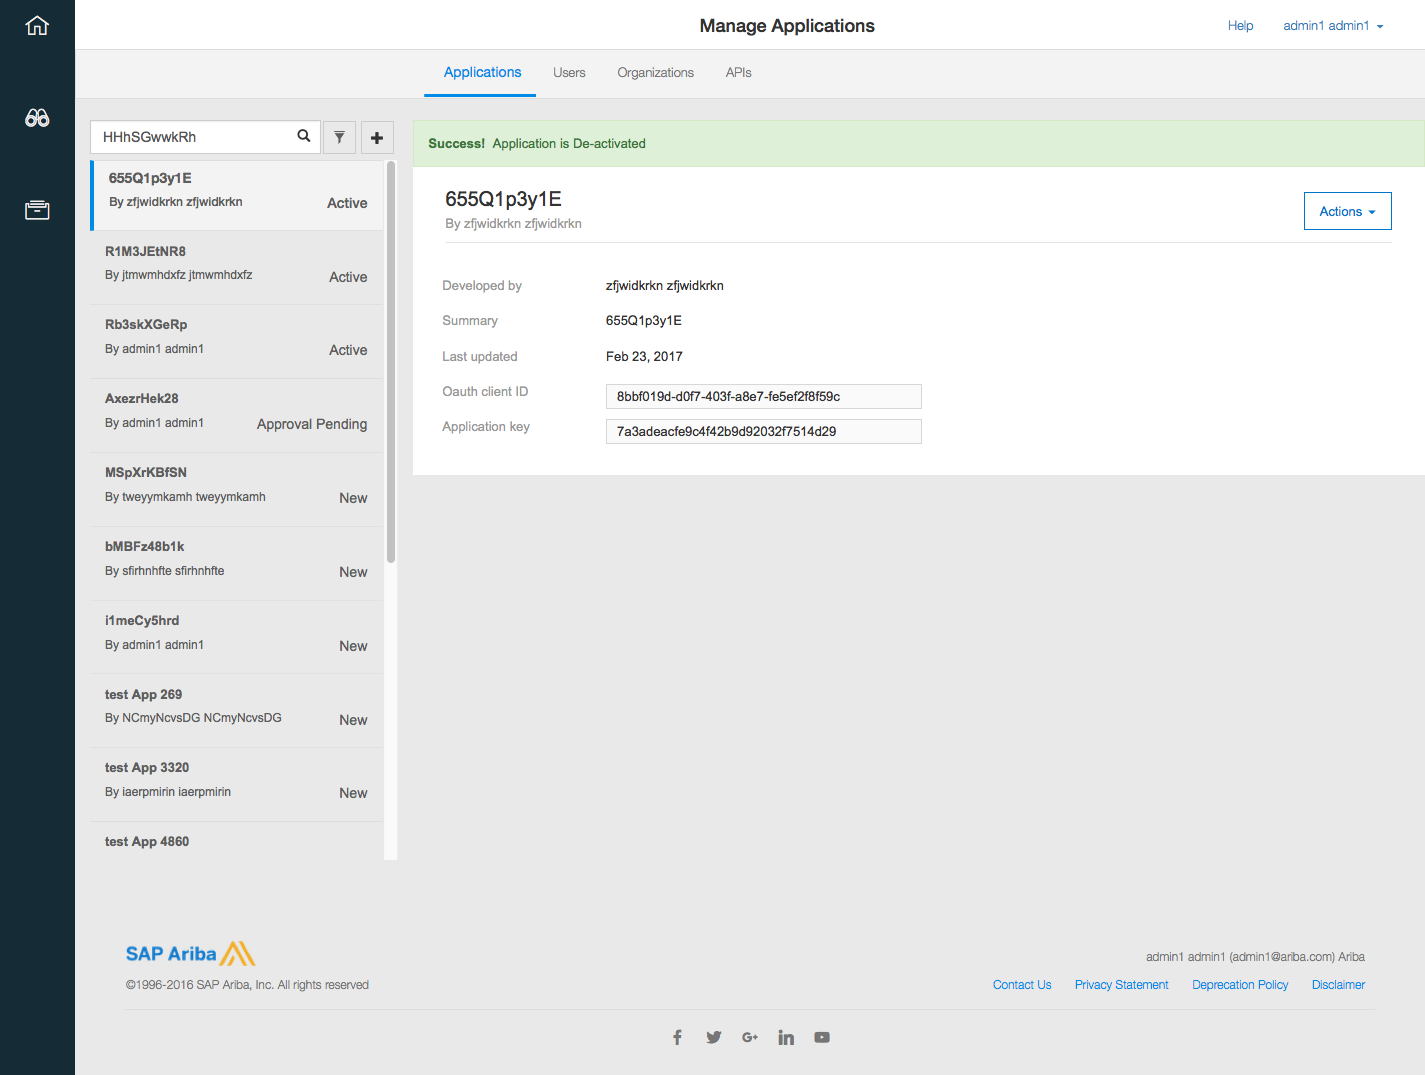 Manage Applications
Help
admin1 admin1
Applications
Users
Organizations
APIs
HHhSGwwkRh
655Q1p3y1E
By zfjwidkrkn zfjwidkrkn
Active
R1M3JEtNR8
By jtmwmhdxfz jtmwmhdxfz
Active
Rb3skXGeRp
By admin1 admin1
Active
AxezrHek28
By admin1 admin1
Approval Pending
MSpXrKBfSN
By tweyymkamh tweyymkamh
New
bMBFz48b1k
By sfirhnhfte sfirhnhfte
New
i1meCy5hrd
By admin1 admin1
New
test App 269
By NCmyNcvsDG NCmyNcvsDG
New
test App 3320
By iaerpmirin iaerpmirin
New
test App 4860
Success! Application is De-activated
655Q1p3y1E
By zfjwidkrkn zfjwidkrkn
Actions
Developed by zfjwidkrkn zfjwidkrkn
Summary 655Q1p3y1E
Last updated Feb 23, 2017
Oauth client ID 8bbf019d-d0f7-403f-a8e7-fe5ef2f8f59c
Application key 7a3adeacfe9c4f42b9d92032f7514d29
SAP Ariba
©1996-2016 SAP Ariba, Inc. All rights reserved
admin1 admin1 (admin1@ariba.com) Ariba
Contact Us
Privacy Statement
Deprecation Policy
Disclaimer